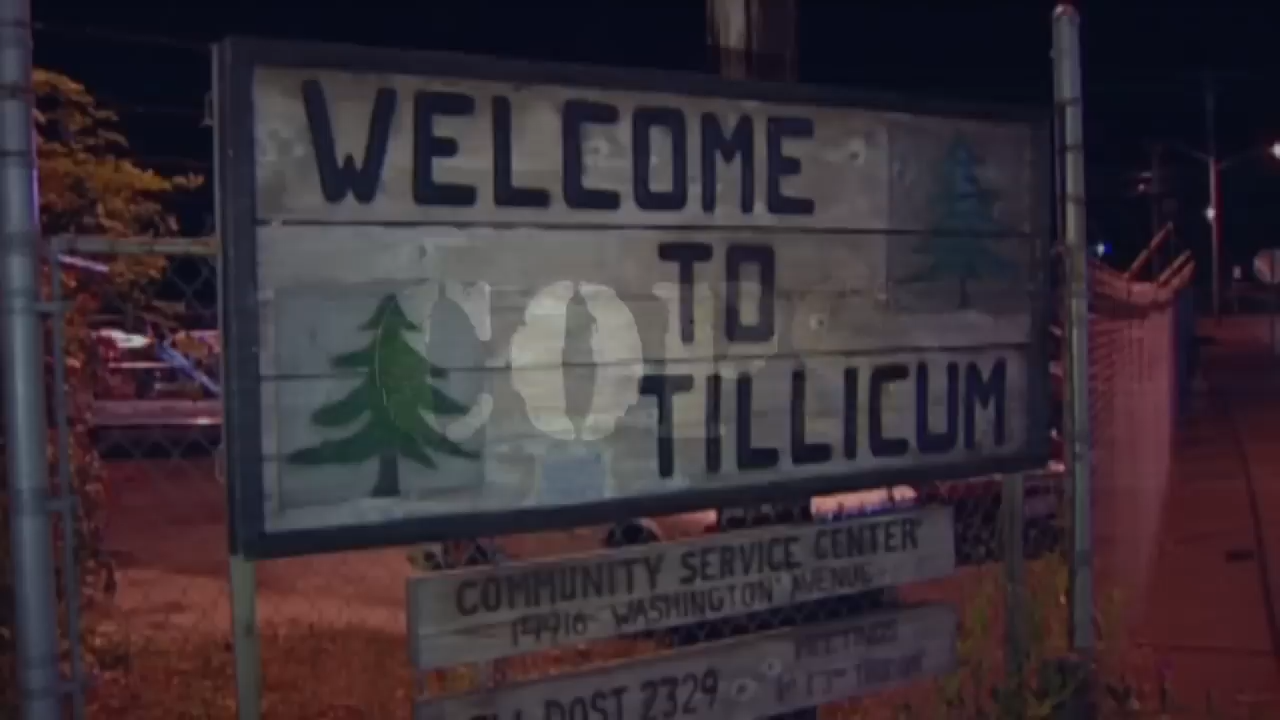 WELCOME
TO
TILLICUM
COMMUNITY SERVICE CENTER
14916 WASHINGTON AVENUE
POST 2329